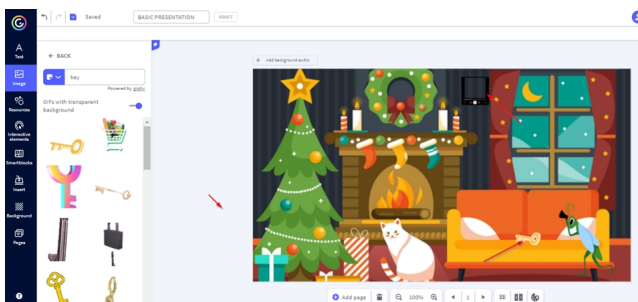 Saved
BASIC PRESENTATION
DRAFT
Text
Image
Resources
Interactive
elements
Smartblocks
Insert
Background
Pages
← BACK
key
Powered by giphy
GIFs with transparent
background
+ Add background audio
Add page
100%
1